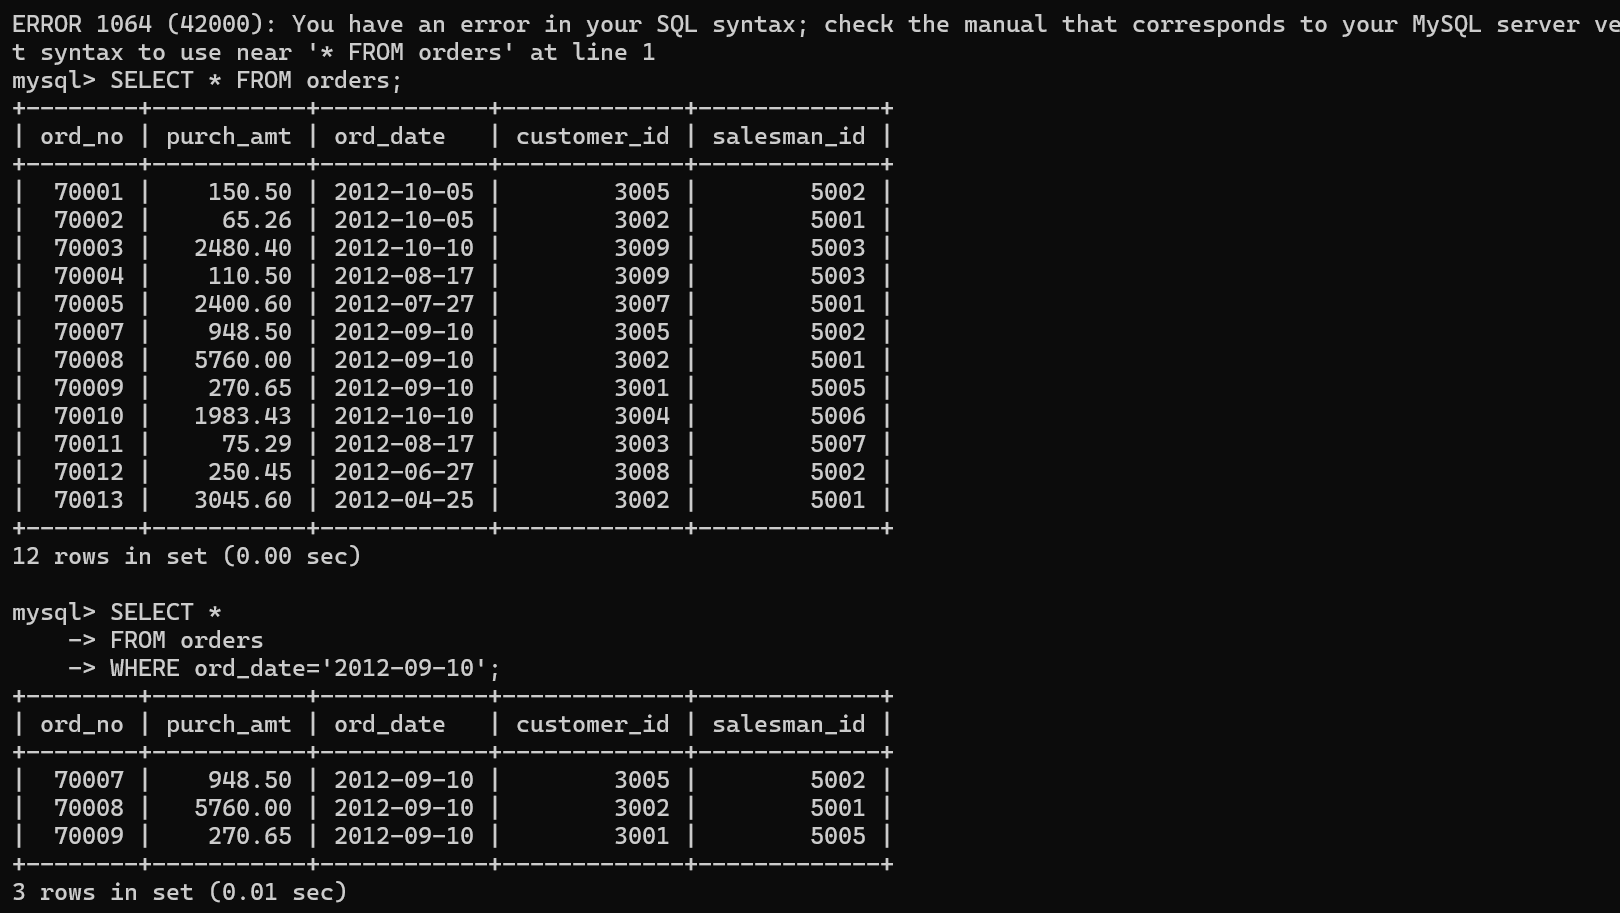 ERROR 1064 (42000): You have an error in your SQL syntax; check the manual that corresponds to your MySQL server ve
t syntax to use near '* FROM orders' at line 1
mysql> SELECT * FROM orders;
+--------+-----------+------------+-------------+-------------+
| ord_no | purch_amt | ord_date   | customer_id | salesman_id |
+--------+-----------+------------+-------------+-------------+
|  70001 |    150.50 | 2012-10-05 |        3005 |        5002 |
|  70002 |     65.26 | 2012-10-05 |        3002 |        5001 |
|  70003 |   2480.40 | 2012-10-10 |        3009 |        5003 |
|  70004 |    110.50 | 2012-08-17 |        3009 |        5003 |
|  70005 |   2400.60 | 2012-07-27 |        3007 |        5001 |
|  70007 |    948.50 | 2012-09-10 |        3005 |        5002 |
|  70008 |   5760.00 | 2012-09-10 |        3002 |        5001 |
|  70009 |    270.65 | 2012-09-10 |        3001 |        5005 |
|  70010 |   1983.43 | 2012-10-10 |        3004 |        5006 |
|  70011 |     75.29 | 2012-08-17 |        3003 |        5007 |
|  70012 |    250.45 | 2012-06-27 |        3008 |        5002 |
|  70013 |   3045.60 | 2012-04-25 |        3002 |        5001 |
+--------+-----------+------------+-------------+-------------+
12 rows in set (0.00 sec)

mysql> SELECT *
    -> FROM orders
    -> WHERE ord_date='2012-09-10';
+--------+-----------+------------+-------------+-------------+
| ord_no | purch_amt | ord_date   | customer_id | salesman_id |
+--------+-----------+------------+-------------+-------------+
|  70007 |    948.50 | 2012-09-10 |        3005 |        5002 |
|  70008 |   5760.00 | 2012-09-10 |        3002 |        5001 |
|  70009 |    270.65 | 2012-09-10 |        3001 |        5005 |
+--------+-----------+------------+-------------+-------------+
3 rows in set (0.01 sec)